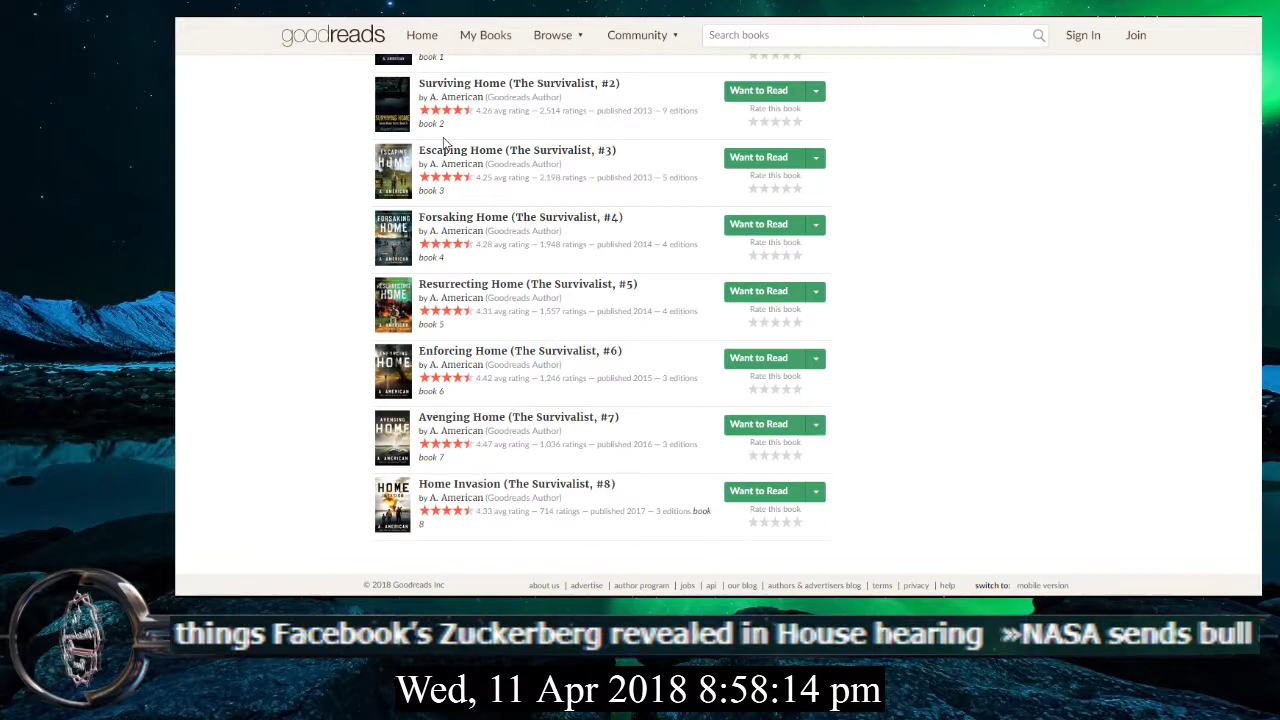 goodreads Home My Books Browse Community Search books Sign In Join
book 1
Surviving Home (The Survivalist, #2)
by A. American (Goodreads Author)
4.26 avg rating — 2,514 ratings — published 2013 — 9 editions
book 2
Want to Read
Rate this book
Escaping Home (The Survivalist, #3)
by A. American (Goodreads Author)
4.25 avg rating — 2,198 ratings — published 2013 — 5 editions
book 3
Want to Read
Rate this book
Forsaking Home (The Survivalist, #4)
by A. American (Goodreads Author)
4.28 avg rating — 1,948 ratings — published 2014 — 4 editions
book 4
Want to Read
Rate this book
Resurrecting Home (The Survivalist, #5)
by A. American (Goodreads Author)
4.31 avg rating — 1,557 ratings — published 2014 — 4 editions
book 5
Want to Read
Rate this book
Enforcing Home (The Survivalist, #6)
by A. American (Goodreads Author)
4.42 avg rating — 1,246 ratings — published 2015 — 3 editions
book 6
Want to Read
Rate this book
Avenging Home (The Survivalist, #7)
by A. American (Goodreads Author)
4.47 avg rating — 1,036 ratings — published 2016 — 3 editions
book 7
Want to Read
Rate this book
Home Invasion (The Survivalist, #8)
by A. American (Goodreads Author)
4.33 avg rating — 714 ratings — published 2017 — 3 editions book
8
Want to Read
Rate this book
© 2018 Goodreads Inc about us | advertise | author program | jobs | api | our blog | authors & advertisers blog | terms | privacy | help switch to: mobile version
things Facebook's Zuckerberg revealed in House hearing »NASA sends bull
Wed, 11 Apr 2018 8:58:14 pm